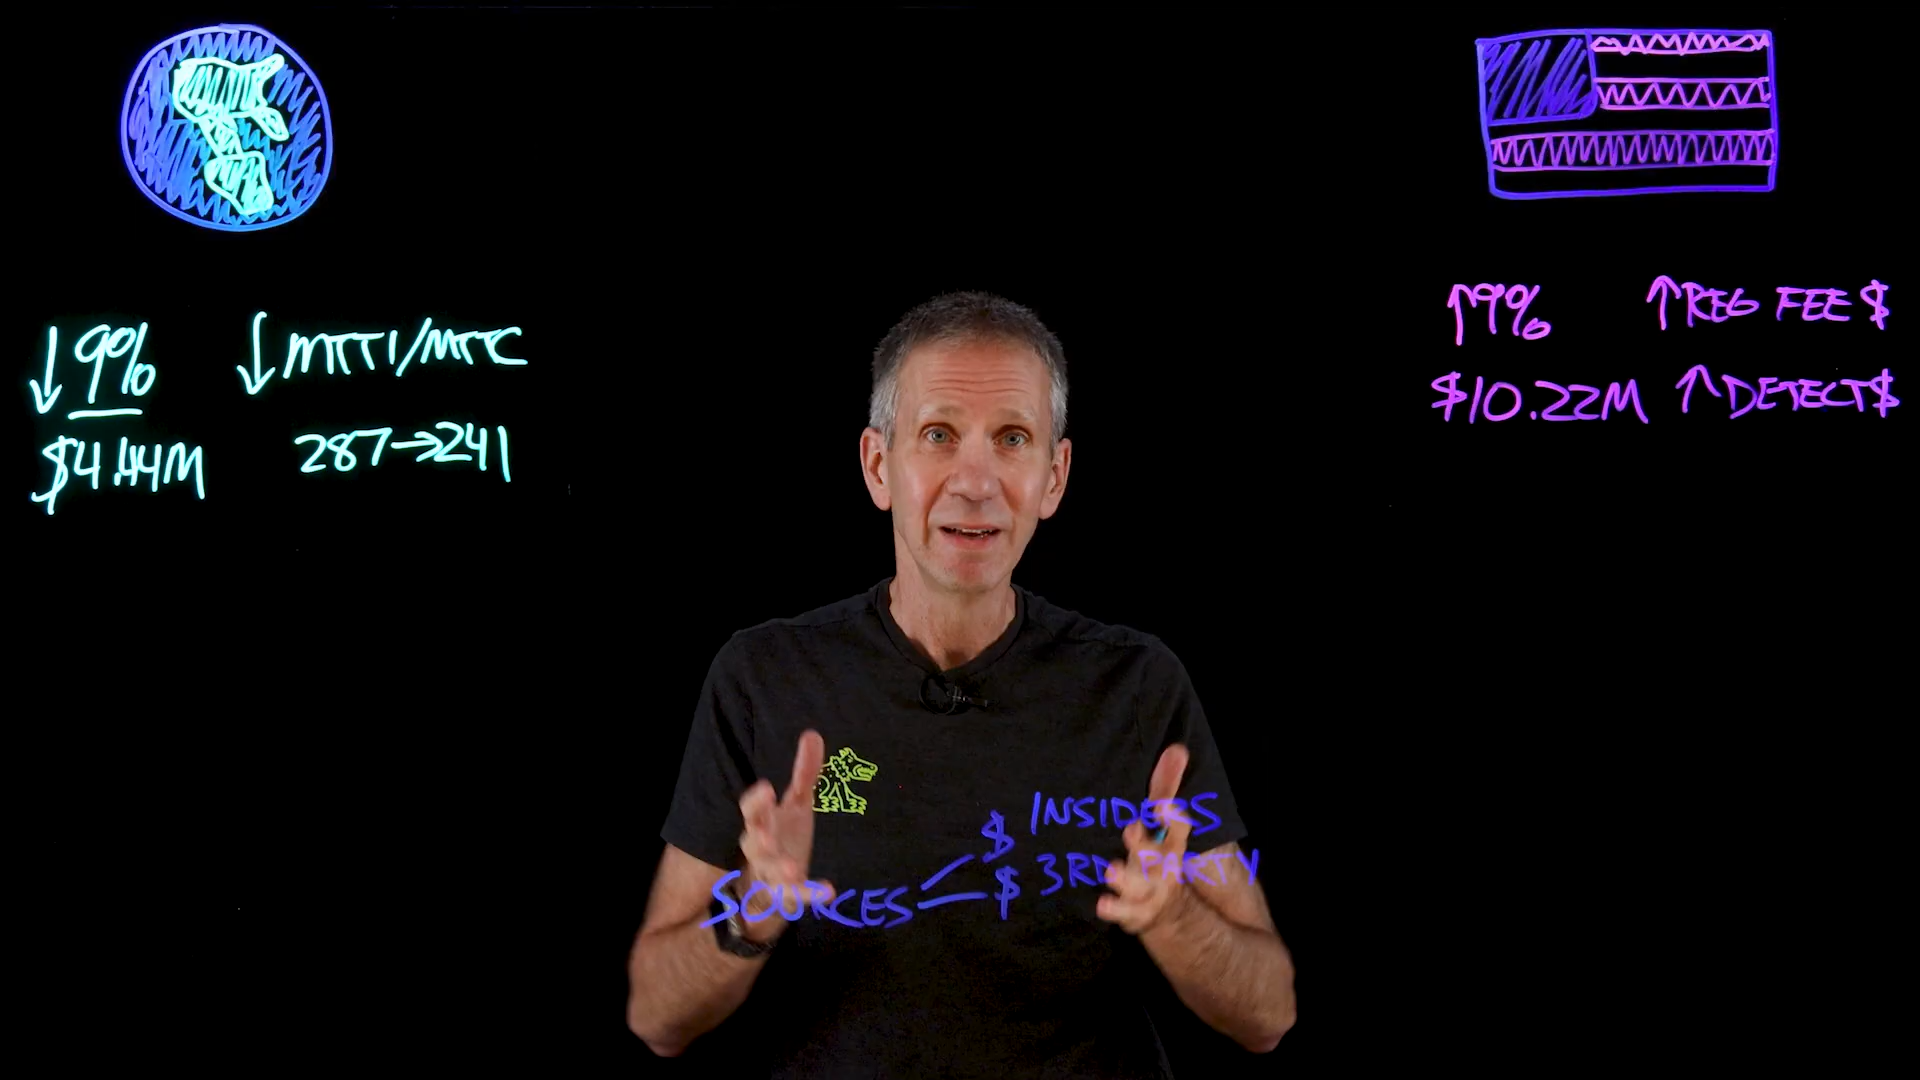 ↓9% ↓MTTI/MTTC
$4.44M 287→241
↑9% ↑REG FEE $
$10.22M ↑DETECT$
$ INSIDERS
SOURCES $ 3RD PARTY